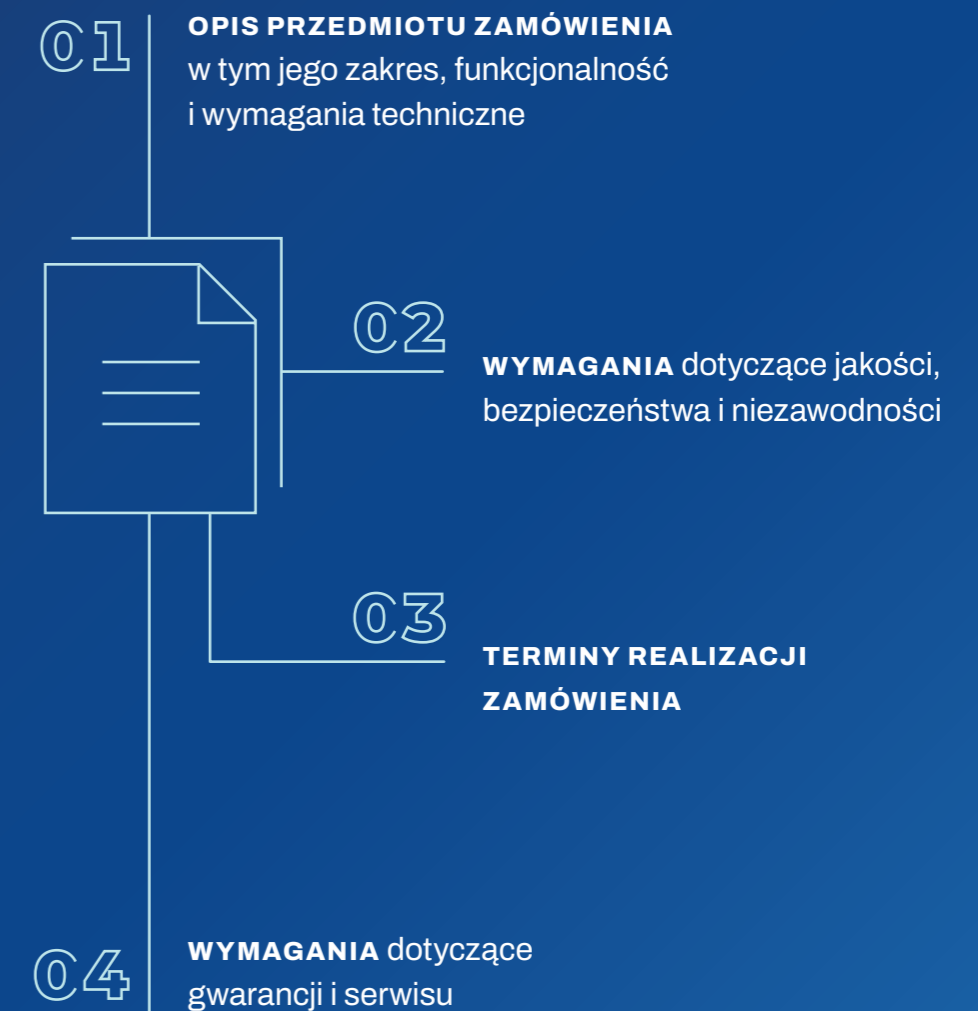 01
OPIS PRZEDMIOTU ZAMÓWIENIA
w tym jego zakres, funkcjonalność
i wymagania techniczne
02
WYMAGANIA dotyczące jakości,
bezpieczeństwa i niezawodności
03
TERMINY REALIZACJI
ZAMÓWIENIA
04
WYMAGANIA dotyczące
gwarancji i serwisu